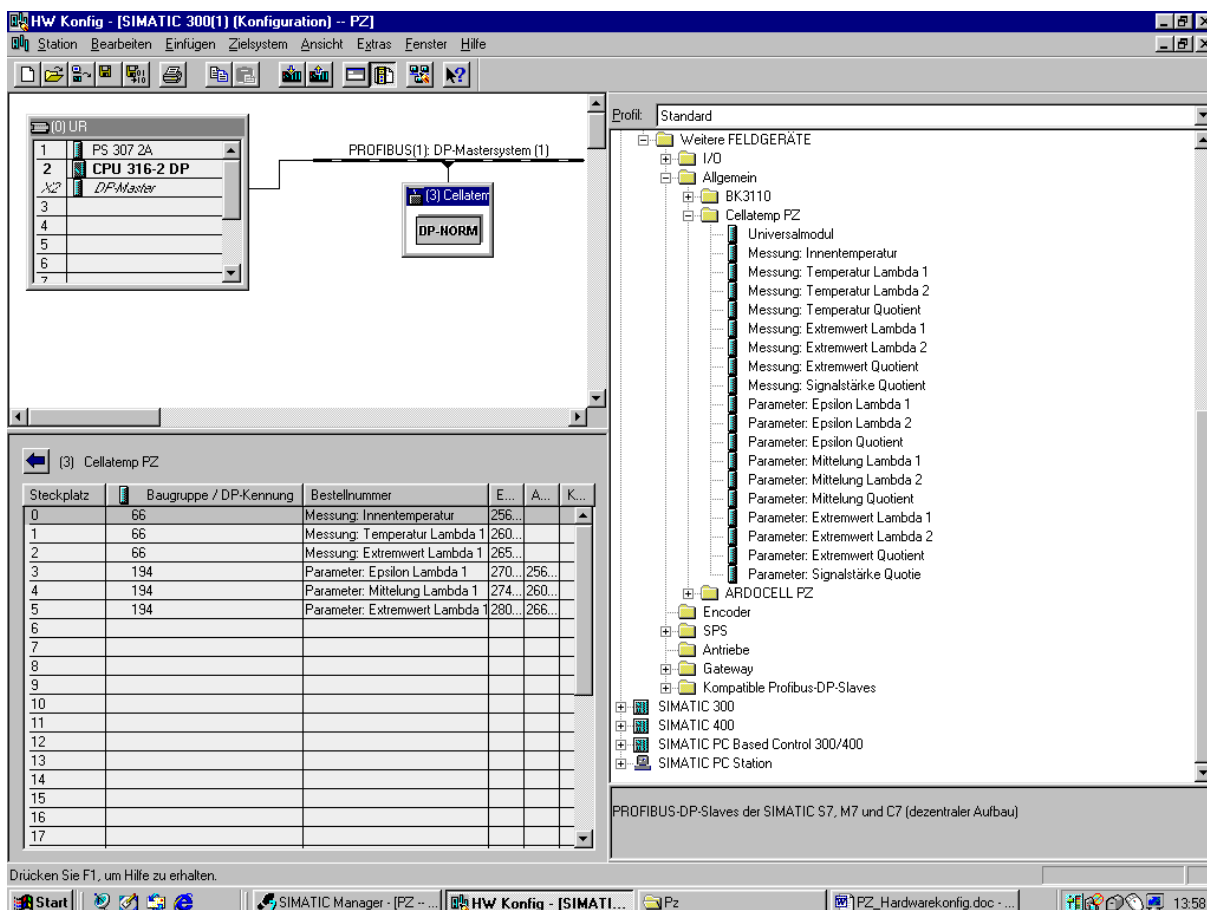 HW Konfig - [SIMATIC 300(1) (Konfiguration) -- PZ]
Station Bearbeiten Einfügen Zielsystem Ansicht Extras Fenster Hilfe
(0) UR
1 PS 307 2A
2 CPU 316-2 DP
X2 DP-Master
3
4
5
6
7
PROFIBUS(1): DP-Mastersystem (1)
(3) Cellatem
DP-NORM
(3) Cellatemp PZ
Steckplatz Baugruppe / DP-Kennung Bestellnummer E... A... K...
0 66 Messung: Innentemperatur 256...
1 66 Messung: Temperatur Lambda 1 260...
2 66 Messung: Extremwert Lambda 1 265...
3 194 Parameter: Epsilon Lambda 1 270... 256...
4 194 Parameter: Mittelung Lambda 1 274... 260...
5 194 Parameter: Extremwert Lambda 1 280... 266...
6
7
8
9
10
11
12
13
14
15
16
17
Profil: Standard
Weitere FELDGERÄTE
I/O
Allgemein
BK3110
Cellatemp PZ
Universalmodul
Messung: Innentemperatur
Messung: Temperatur Lambda 1
Messung: Temperatur Lambda 2
Messung: Temperatur Quotient
Messung: Extremwert Lambda 1
Messung: Extremwert Lambda 2
Messung: Extremwert Quotient
Messung: Signalstärke Quotient
Parameter: Epsilon Lambda 1
Parameter: Epsilon Lambda 2
Parameter: Epsilon Quotient
Parameter: Mittelung Lambda 1
Parameter: Mittelung Lambda 2
Parameter: Mittelung Quotient
Parameter: Extremwert Lambda 1
Parameter: Extremwert Lambda 2
Parameter: Extremwert Quotient
Parameter: Signalstärke Quotie
ARDOCELL PZ
Encoder
SPS
Antriebe
Gateway
Kompatible Profibus-DP-Slaves
SIMATIC 300
SIMATIC 400
SIMATIC PC Based Control 300/400
SIMATIC PC Station
PROFIBUS-DP-Slaves der SIMATIC S7, M7 und C7 (dezentraler Aufbau)
Drücken Sie F1, um Hilfe zu erhalten.
Start SIMATIC Manager - [PZ -- ... HW Konfig - [SIMATI... Pz PZ_Hardwarekonfig.doc - ... 13:58